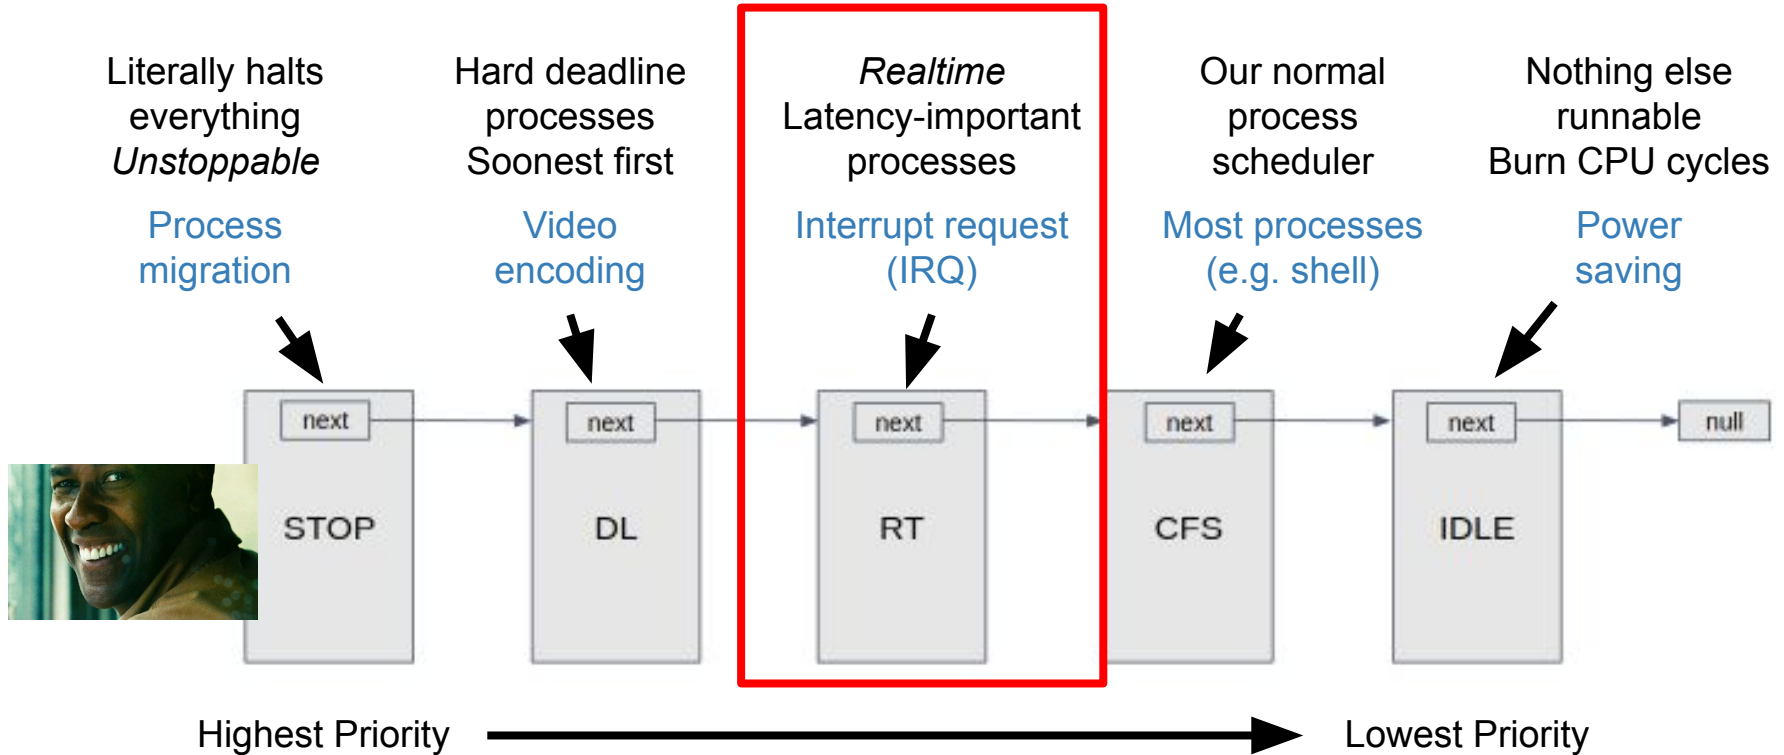 Literally halts
everything
Unstoppable
Process
migration
Hard deadline
processes
Soonest first
Video
encoding
Realtime
Latency-important
processes
Interrupt request
(IRQ)
Our normal
process
scheduler
Most processes
(e.g. shell)
Nothing else
runnable
Burn CPU cycles
Power
saving
next
next
next
next
next
null
STOP
DL
RT
CFS
IDLE
Highest Priority
Lowest Priority